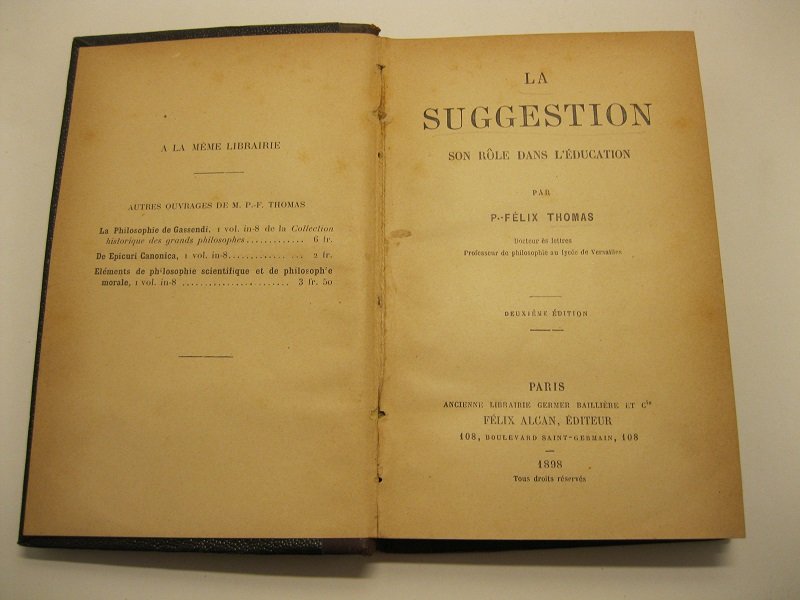 A LA MÊME LIBRAIRIE
AUTRES OUVRAGES DE M. P.-F. THOMAS
La Philosophie de Gassendi, 1 vol. in-8 de la Collection
historique des grands philosophes............. 6 fr.
De Epicuri Canonica, 1 vol. in-8................ 2 fr.
Eléments de philosophie scientifique et de philosophie
morale, 1 vol. in-8 ........................ 3 fr. 50
LA
SUGGESTION
SON RÔLE DANS L'ÉDUCATION
PAR
P.-FÉLIX THOMAS
Docteur ès lettres
Professeur de philosophie au lycée de Versailles
DEUXIÈME ÉDITION
PARIS
ANCIENNE LIBRAIRIE GERMER BAILLIÈRE ET Cie
FÉLIX ALCAN, ÉDITEUR
108, BOULEVARD SAINT-GERMAIN, 108
1898
Tous droits réservés